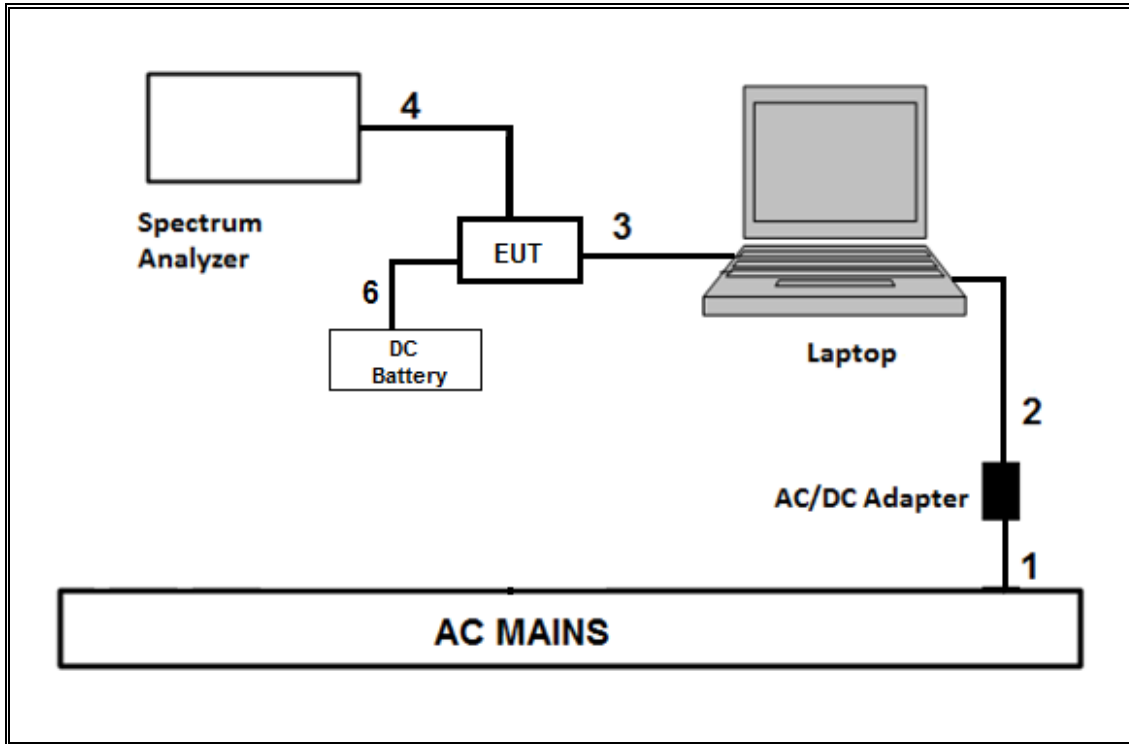 4
Spectrum
Analyzer
EUT
3
6
DC
Battery
Laptop
2
AC/DC Adapter
1
AC MAINS